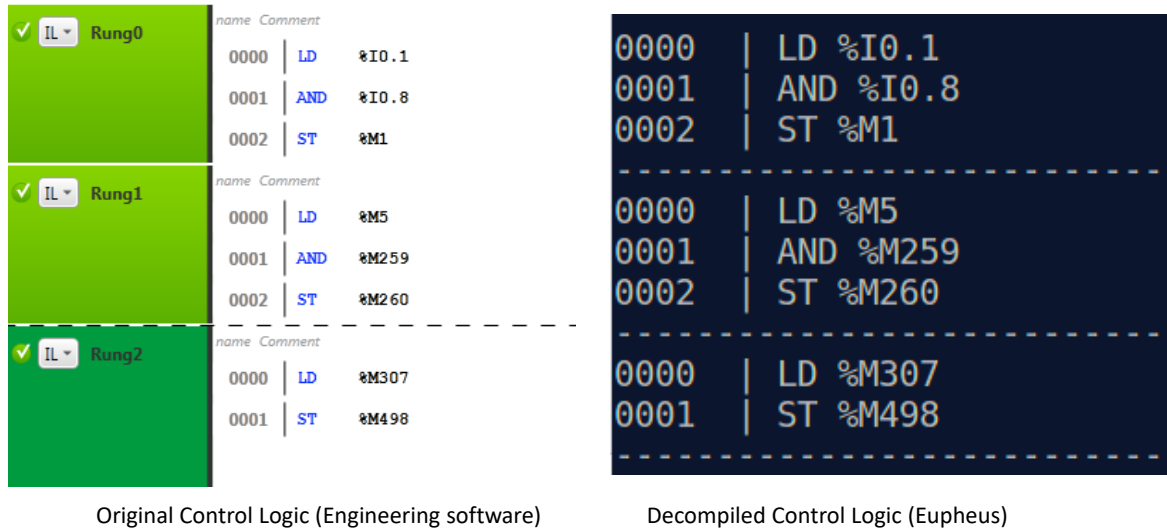 name Comment
IL Rung0
0000 LD %I0.1
0001 AND %I0.8
0002 ST %M1
name Comment
IL Rung1
0000 LD %M5
0001 AND %M259
0002 ST %M260
name Comment
IL Rung2
0000 LD %M307
0001 ST %M498
Original Control Logic (Engineering software)
0000 | LD %I0.1
0001 | AND %I0.8
0002 | ST %M1
-----------------------------
0000 | LD %M5
0001 | AND %M259
0002 | ST %M260
-----------------------------
0000 | LD %M307
0001 | ST %M498
-----------------------------
Decompiled Control Logic (Eupheus)